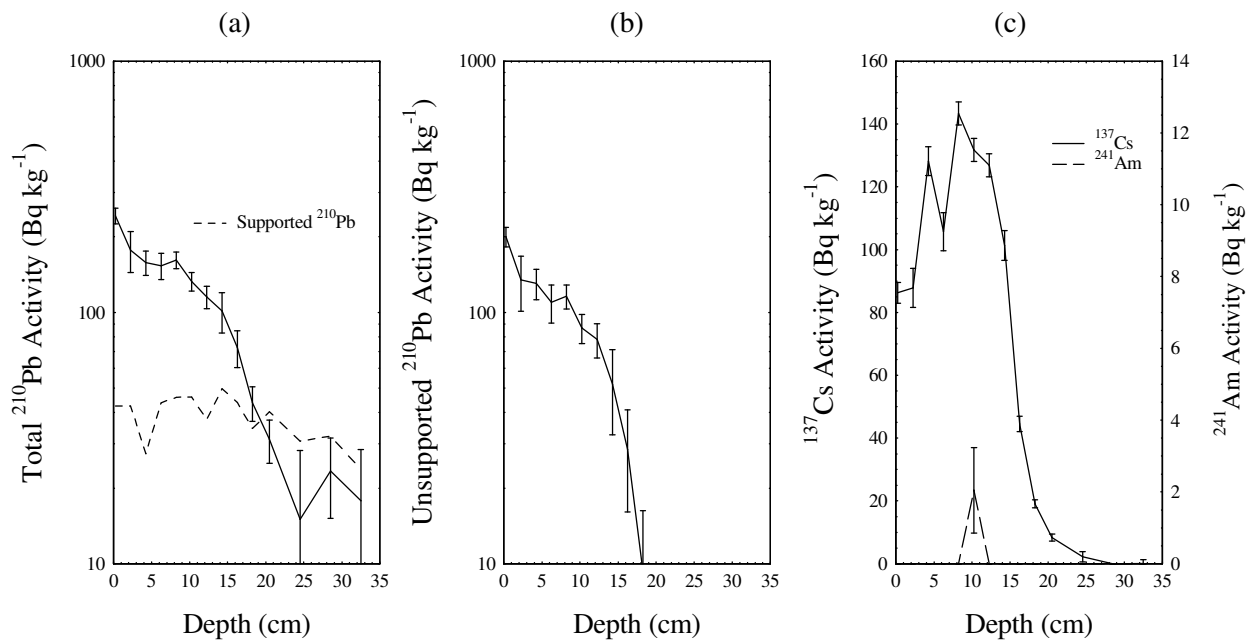 (a)
Total ²¹⁰Pb Activity (Bq kg⁻¹)
1000
100
10
Supported ²¹⁰Pb
0 5 10 15 20 25 30 35
Depth (cm)
(b)
Unsupported ²¹⁰Pb Activity (Bq kg⁻¹)
1000
100
10
0 5 10 15 20 25 30 35
Depth (cm)
(c)
¹³⁷Cs Activity (Bq kg⁻¹)
160
140
120
100
80
60
40
20
0
¹³⁷Cs
²⁴¹Am
14
12
10
8
6
4
2
0
²⁴¹Am Activity (Bq kg⁻¹)
0 5 10 15 20 25 30 35
Depth (cm)